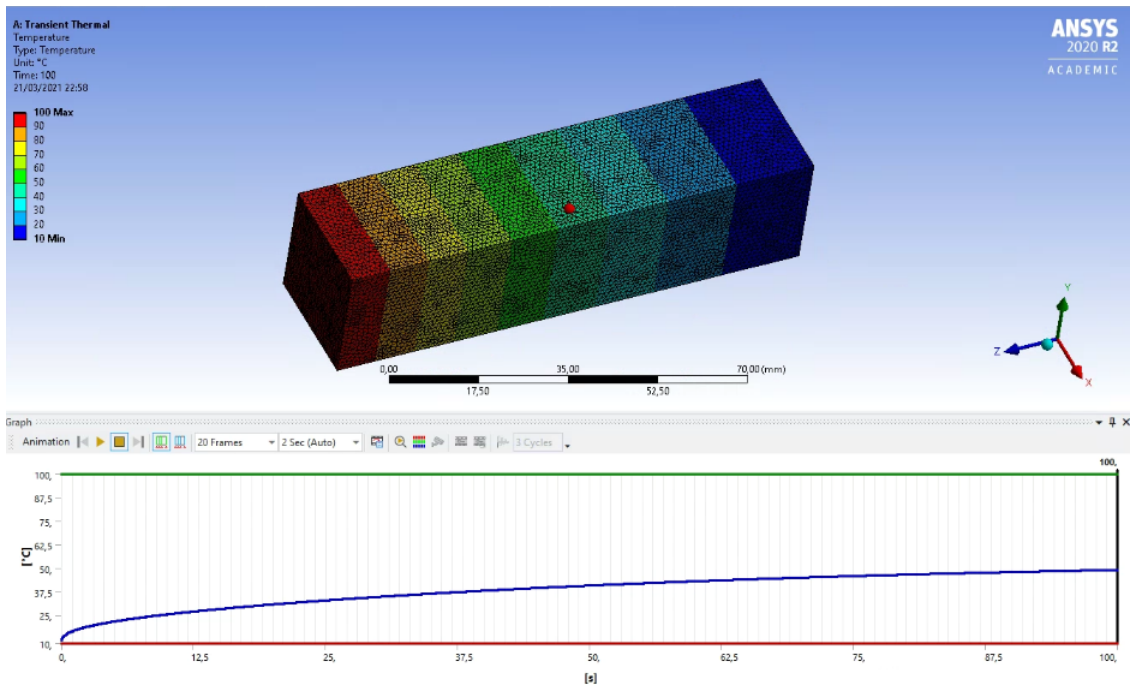 A: Transient Thermal
Temperature
Type: Temperature
Unit: °C
Time: 100
21/03/2021 22:58
100 Max
90
80
70
60
50
40
30
20
10 Min
ANSYS
2020 R2
ACADEMIC
Y
Z
X
0,00 35,00 70,00 (mm)
17,50 52,50
Graph
Animation 20 Frames 2 Sec (Auto) 3 Cycles
100,
100,
87,5
75,
62,5
50,
37,5
25,
10,
[°C]
0, 12,5 25, 37,5 50, 62,5 75, 87,5 100,
[s]